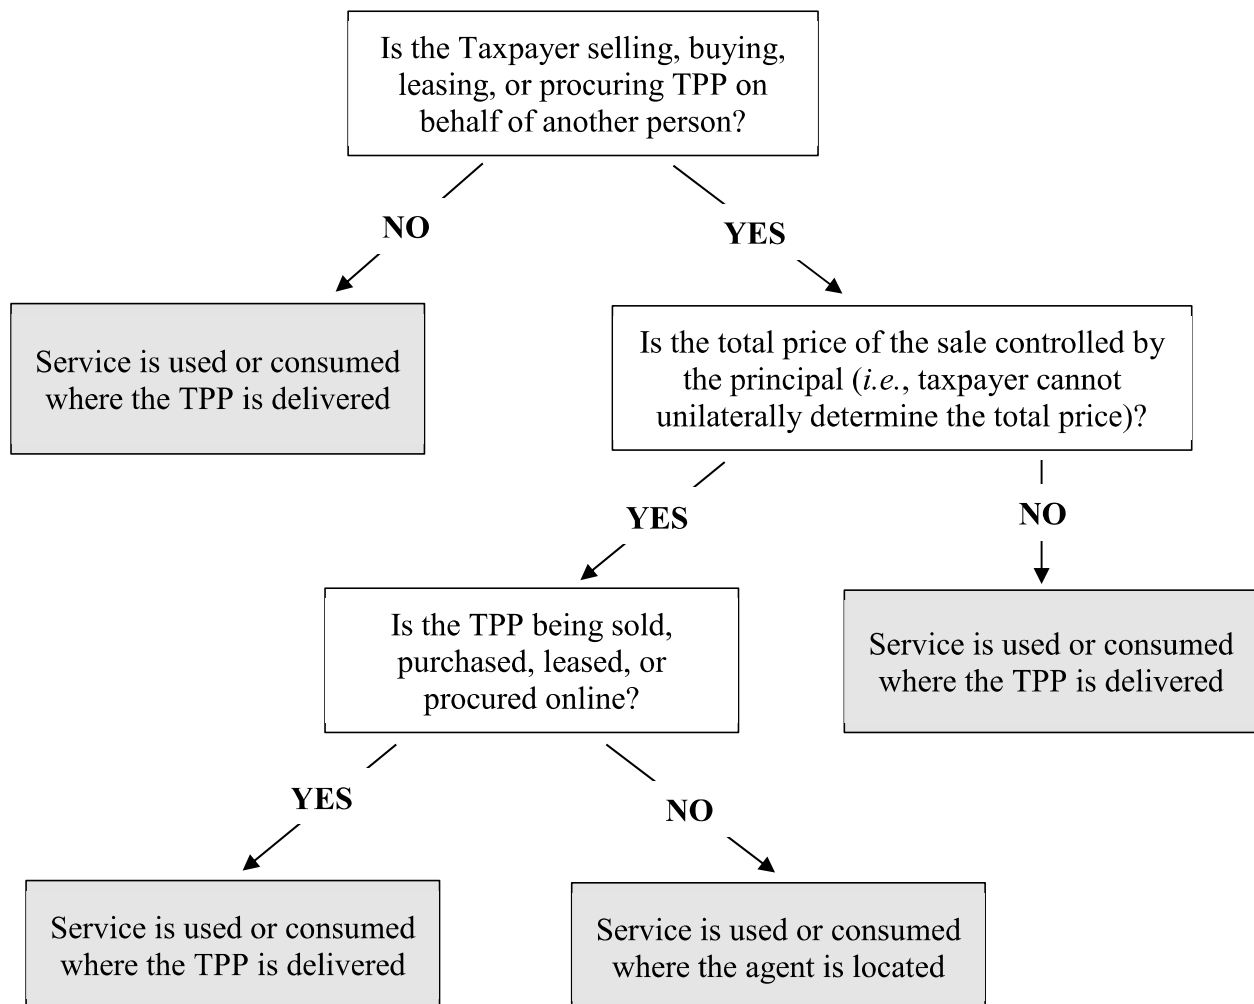 Is the Taxpayer selling, buying,
leasing, or procuring TPP on
behalf of another person?
NO
YES
Service is used or consumed
where the TPP is delivered
Is the total price of the sale controlled by
the principal (i.e., taxpayer cannot
unilaterally determine the total price)?
YES
NO
Is the TPP being sold,
purchased, leased, or
procured online?
Service is used or consumed
where the TPP is delivered
YES
NO
Service is used or consumed
where the TPP is delivered
Service is used or consumed
where the agent is located